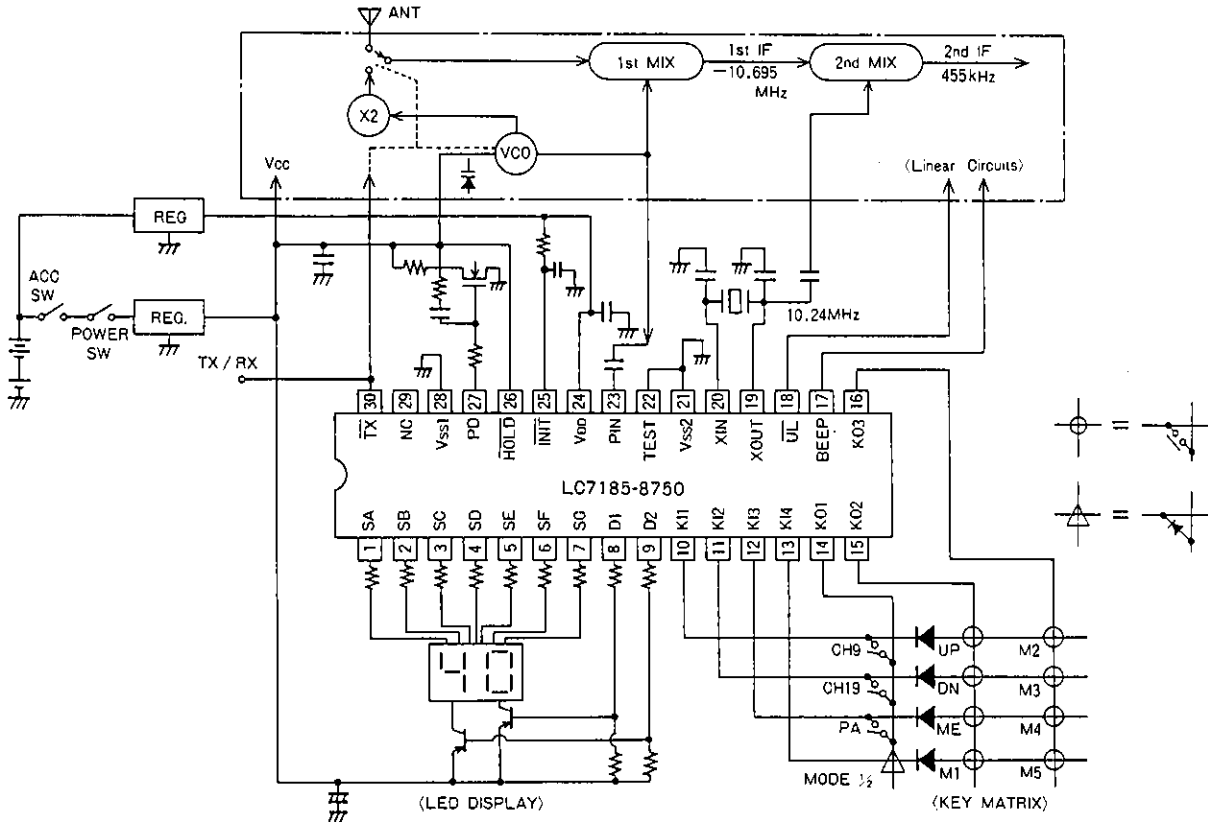 ANT
1st MIX
1st IF
−10.695
MHz
2nd MIX
2nd IF
455kHz
X2
VCO
Vcc
(Linear Circuits)
REG
ACC
SW
POWER
SW
REG.
TX / RX
10.24MHz
30 29 28 27 26 25 24 23 22 21 20 19 18 17 16
TX NC VSS1 PD HOLD INIT VDD PIN TEST VSS2 XIN XOUT UL BEEP KO3
LC7185-8750
SA SB SC SD SE SF SG D1 D2 KI1 KI2 KI3 KI4 KO1 KO2
1 2 3 4 5 6 7 8 9 10 11 12 13 14 15
=
=
40
CH9 UP M2
CH19 DN M3
PA ME M4
MODE ½ M1 M5
(LED DISPLAY)
(KEY MATRIX)